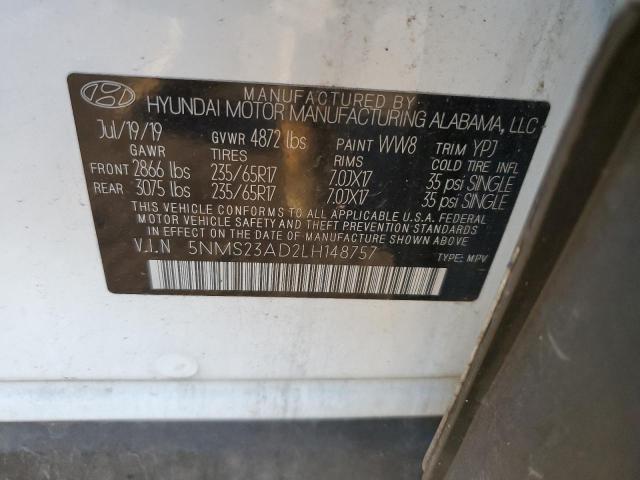 MANUFACTURED BY
HYUNDAI MOTOR MANUFACTURING ALABAMA, LLC
Jul/19/19 GVWR 4872 lbs PAINT WW8 TRIM YPJ
GAWR TIRES RIMS COLD TIRE INFL
FRONT 2866 lbs 235/65R17 7.0JX17 35 psi SINGLE
REAR 3075 lbs 235/65R17 7.0JX17 35 psi SINGLE
THIS VEHICLE CONFORMS TO ALL APPLICABLE U.S.A. FEDERAL
MOTOR VEHICLE SAFETY AND THEFT PREVENTION STANDARDS
IN EFFECT ON THE DATE OF MANUFACTURE SHOWN ABOVE.
V.I.N 5NMS23AD2LH148757 TYPE: MPV